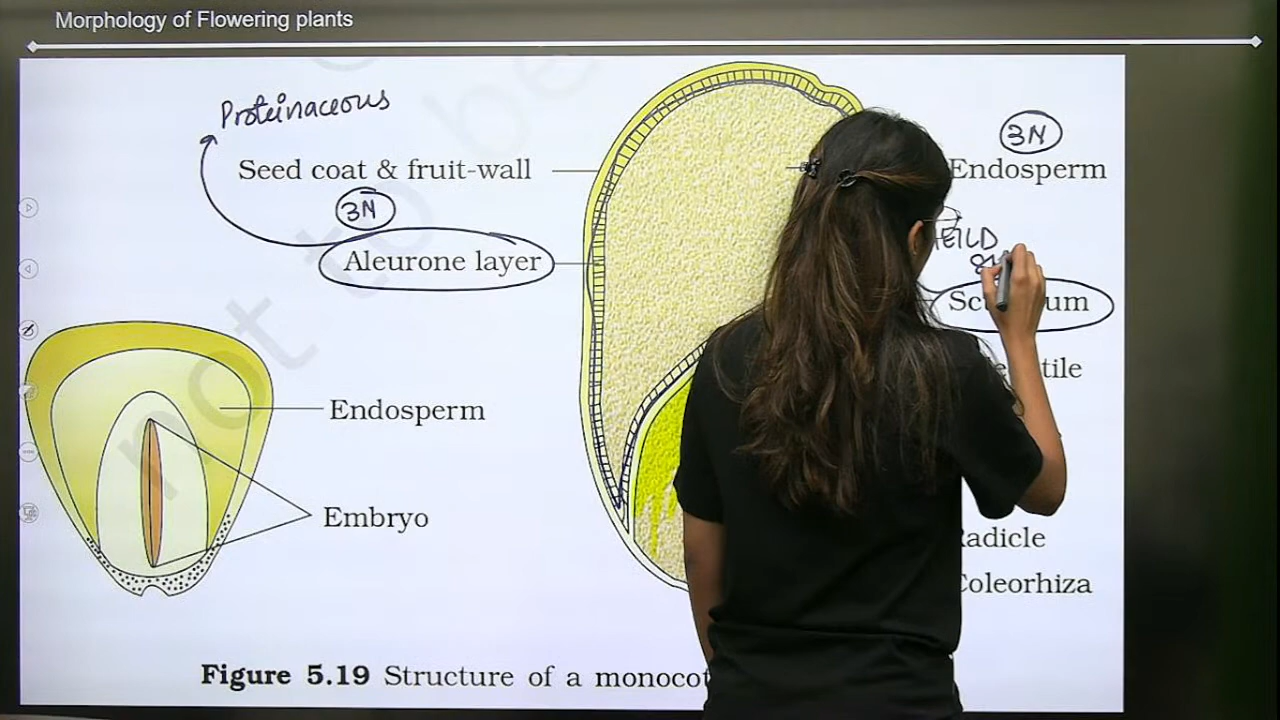 Morphology of Flowering plants
Proteinaceous
Seed coat & fruit-wall
3N
Aleurone layer
Endosperm
Embryo
3N
Endosperm
Radicle
Coleorhiza
Figure 5.19 Structure of a monocot